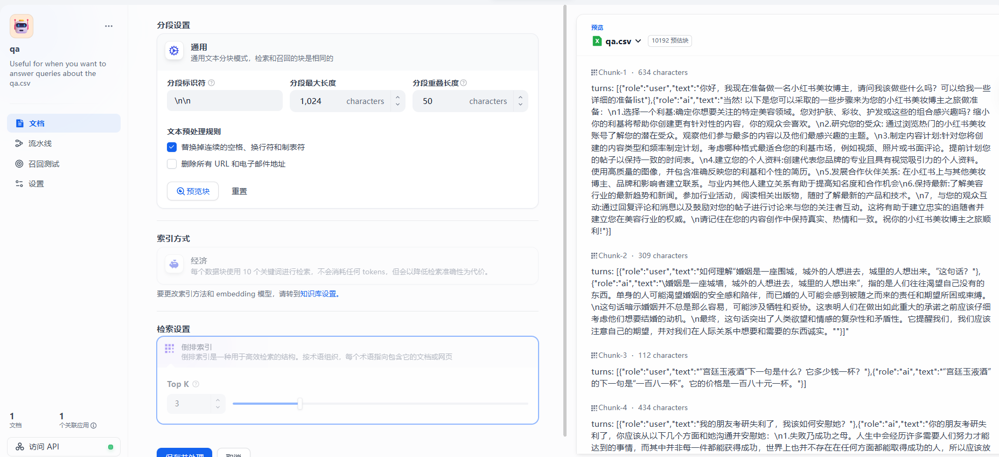 qa
Useful for when you want to
answer queries about the
qa.csv
文档
流水线
召回测试
设置
1
文档
1
个关联应用
访问 API
分段设置
通用
通用文本分块模式，检索和召回的块是相同的
分段标识符
分段最大长度
分段重叠长度
\n\n
1,024 characters
50 characters
文本预处理规则
替换掉连续的空格、换行符和制表符
删除所有 URL 和电子邮件地址
预览块
重置
索引方式
经济
每个数据块使用 10 个关键词进行检索，不会消耗任何 tokens，但会以降低检索准确性为代价。
要更改索引方法和 embedding 模型，请转到知识库设置。
检索设置
倒排索引
倒排索引是一种用于高效检索的结构。按术语组织，每个术语指向包含它的文档或网页
Top K
3
保存并处理
取消
预览
qa.csv
10192 预估块
Chunk-1 · 634 characters
turns: [{"role":"user","text":"你好，我现在准备做一名小红书美妆博主，请问我该做些什么吗？可以给我一些
详细的准备list"},{"role":"ai","text":"当然! 以下是您可以采取的一些步骤来为您的小红书美妆博主之旅做准
备：\n1.选择一个利基:确定你想要关注的特定美容领域。您对护肤、彩妆、护发或这些的组合感兴趣吗? 缩小
你的利基将帮助你创建更有针对性的内容，你的观众会喜欢。\n2.研究您的受众: 通过浏览热门的小红书美妆
账号了解您的潜在受众。观察他们参与最多的内容以及他们最感兴趣的主题。\n3.制定内容计划:针对您将创
建的内容类型和频率制定计划。考虑哪种格式最适合您的利基市场，例如视频、照片或书面评论。提前计划您
的帖子以保持一致的时间表。\n4.建立您的个人资料:创建代表您品牌的专业且具有视觉吸引力的个人资料。
使用高质量的图像，并包含准确反映您的利基和个性的简历。\n5.发展合作伙伴关系: 在小红书上与其他美妆
博主、品牌和影响者建立联系。与业内其他人建立关系有助于提高知名度和合作机会\n6.保持最新:了解美容
行业的最新趋势和新闻。参加行业活动，阅读相关出版物，随时了解最新的产品和技术。\n7，与您的观众互
动:通过回复评论和消息以及鼓励对您的帖子进行讨论来与您的关注者互动。这将有助于建立忠实的追随者并
建立您在美容行业的权威。\n请记住在您的内容创作中保持真实、热情和一致。祝你的小红书美妆博主之旅顺
利!"}]
Chunk-2 · 309 characters
turns: [{"role":"user","text":"如何理解“婚姻是一座围城，城外的人想进去，城里的人想出来。”这句话？"},
{"role":"ai","text":"\婚姻是一座城墙，城外的人想进去，城里的人想出来”，指的是人们往往渴望自己没有的
东西。单身的人可能渴望婚姻的安全感和陪伴，而已婚的人可能会感到被随之而来的责任和期望所困或束缚。
\n这句话暗示婚姻并不总是那么容易，可能涉及牺牲和妥协。这表明人们在做出如此重大的承诺之前应该仔细
考虑他们想要结婚的动机。\n最终，这句话突出了人类欲望和情感的复杂性和矛盾性。它提醒我们，我们应该
注意自己的期望，并对我们在人际关系中想要和需要的东西诚实。""}]"
Chunk-3 · 112 characters
turns: [{"role":"user","text":"“宫廷玉液酒”下一句是什么？它多少钱一杯？"},{"role":"ai","text":"“宫廷玉液酒”
的下一句是“一百八一杯”。它的价格是一百八十元一杯。"}]
Chunk-4 · 434 characters
turns: [{"role":"user","text":"我的朋友考研失利了，我该如何安慰她？"},{"role":"ai","text":"你的朋友考研失
利了，你应该从以下几个方面和她沟通并安慰她：\n1.失败乃成功之母。人生中会经历许多需要人们努力才能
达到的事情，而其中并非每一件都能获得成功，世界上也并不存在在任何方面都能取得成功的人，所以应该放